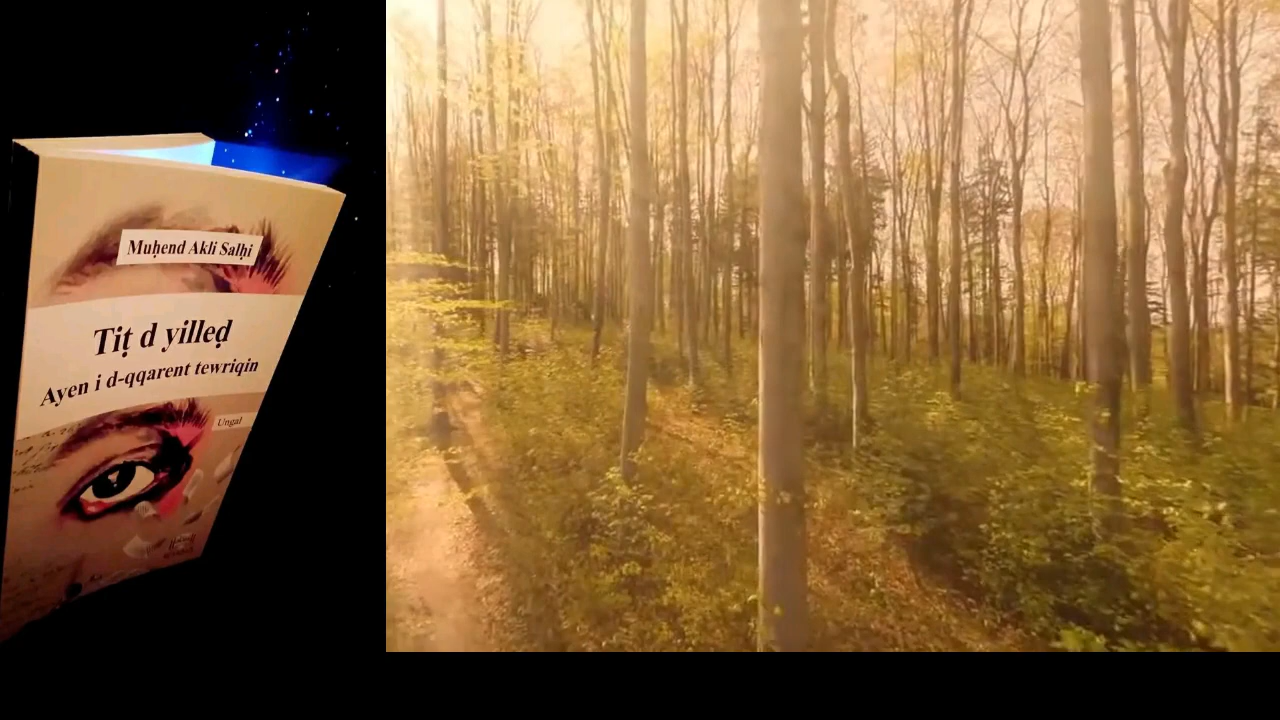 Muḥend Akli Salḥi
Tiṭ d yilleḍ
Ayen i d-qqarent tewriqin
Ungal